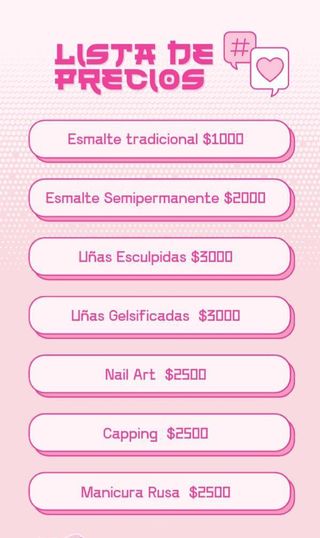 LISTA DE
PRECIOS
#
Esmalte tradicional $1000
Esmalte Semipermanente $2000
Uñas Esculpidas $3000
Uñas Gelsificadas $3000
Nail Art $2500
Capping $2500
Manicura Rusa $2500